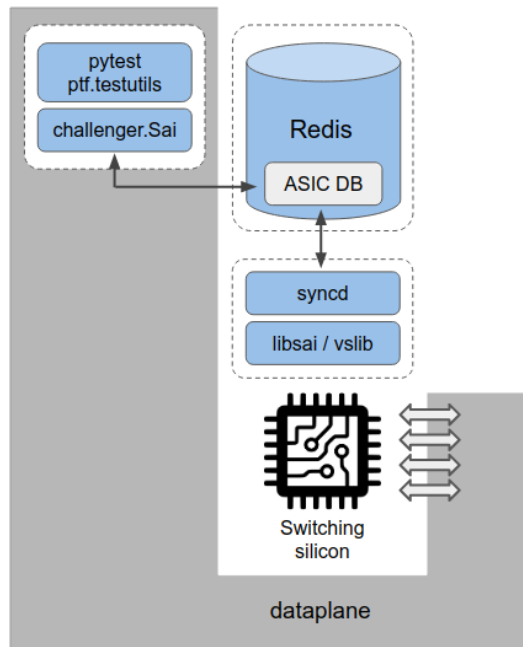 pytest
ptf.testutils
challenger.Sai
Redis
ASIC DB
syncd
libsai / vslib
Switching
silicon
dataplane